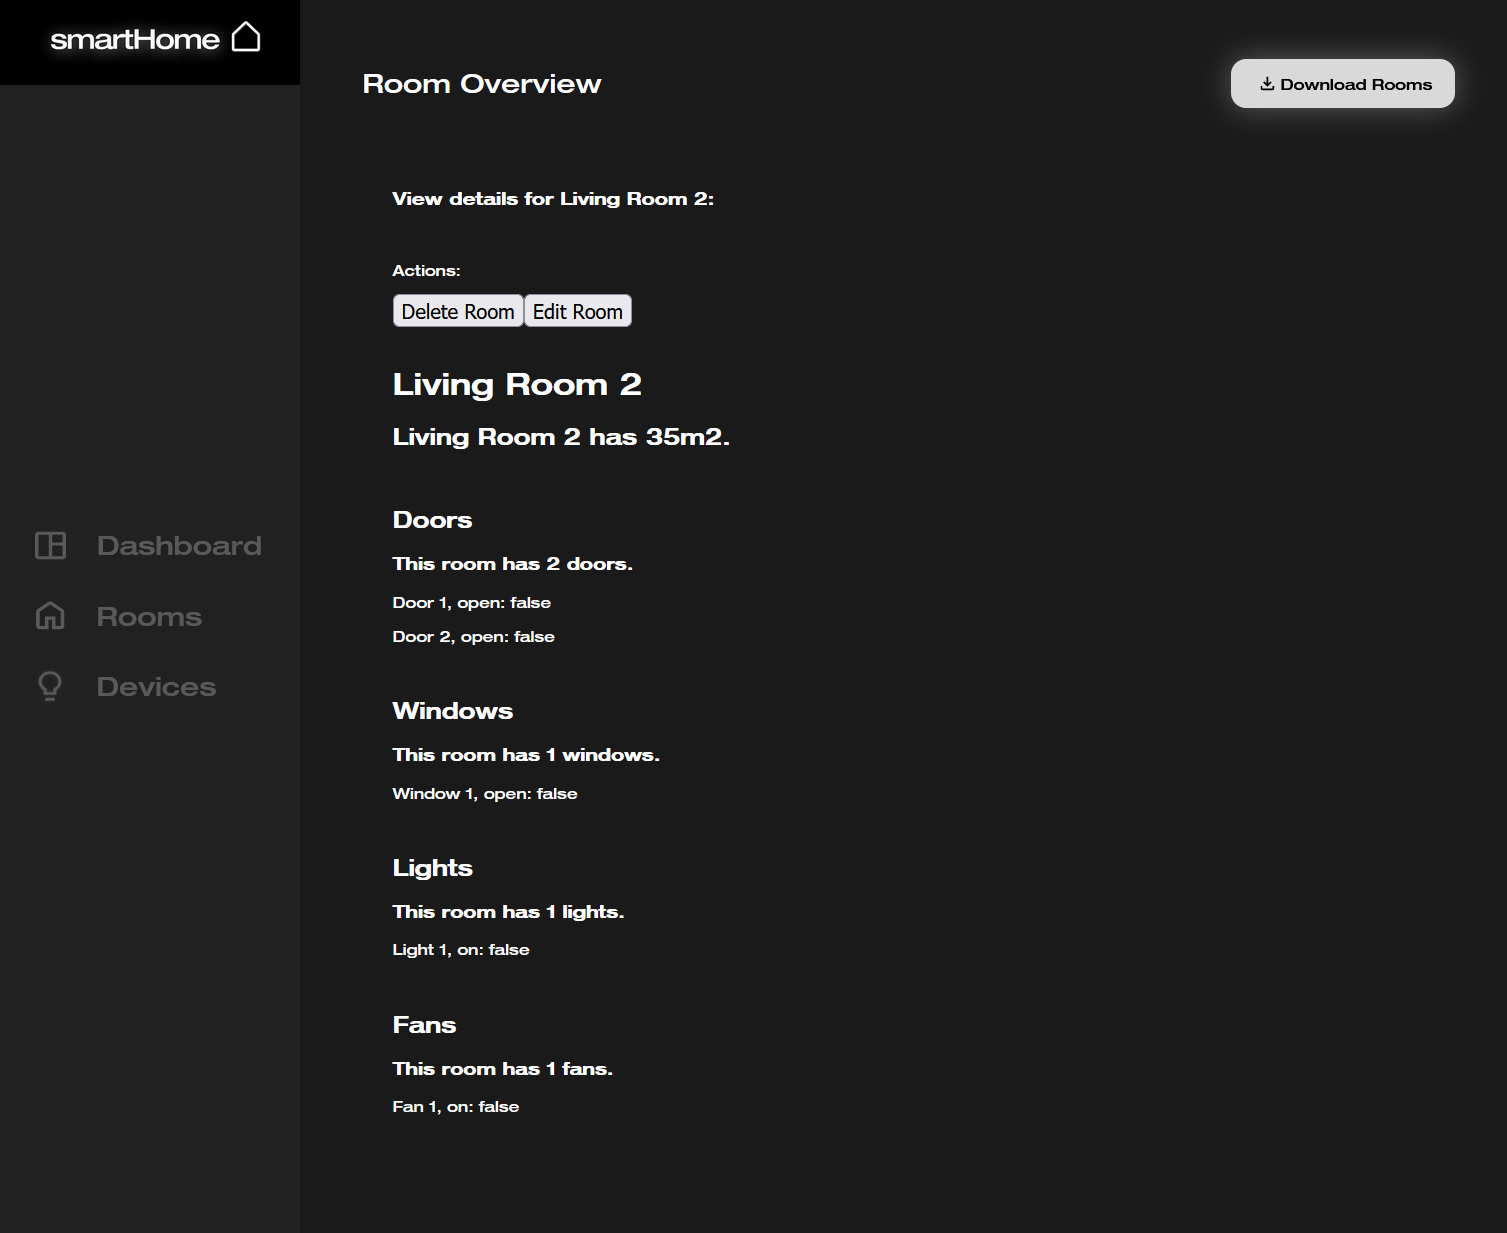 smartHome
Room Overview
Download Rooms
View details for Living Room 2:
Actions:
Delete Room Edit Room
Living Room 2
Living Room 2 has 35m2.
Dashboard
Rooms
Devices
Doors
This room has 2 doors.
Door 1, open: false
Door 2, open: false
Windows
This room has 1 windows.
Window 1, open: false
Lights
This room has 1 lights.
Light 1, on: false
Fans
This room has 1 fans.
Fan 1, on: false